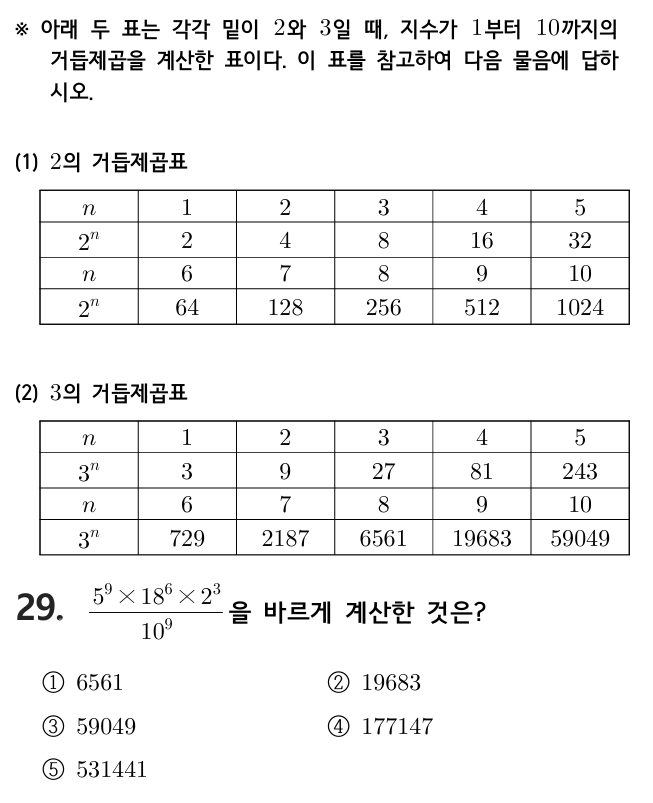 ※ 아래 두 표는 각각 밑이 2와 3일 때, 지수가 1부터 10까지의
거듭제곱을 계산한 표이다. 이 표를 참고하여 다음 물음에 답하
시오.
(1) 2의 거듭제곱표
n 1 2 3 4 5
2ⁿ 2 4 8 16 32
n 6 7 8 9 10
2ⁿ 64 128 256 512 1024
(2) 3의 거듭제곱표
n 1 2 3 4 5
3ⁿ 3 9 27 81 243
n 6 7 8 9 10
3ⁿ 729 2187 6561 19683 59049
29. \frac{5^9 × 18^6 × 2^3}{10^9} 을 바르게 계산한 것은?
① 6561 ② 19683
③ 59049 ④ 177147
⑤ 531441